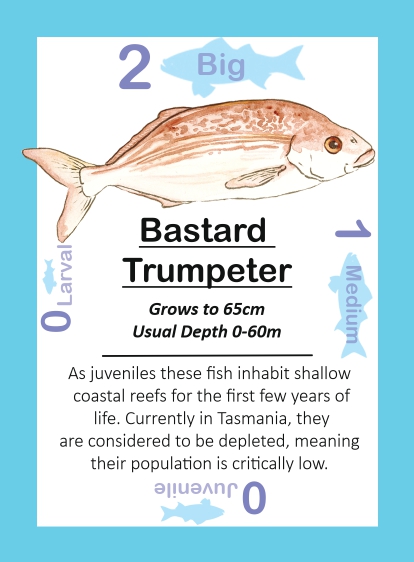 2 Big
Bastard
Trumpeter
Grows to 65cm
Usual Depth 0-60m
1 Medium
0 Larval
As juveniles these fish inhabit shallow
coastal reefs for the first few years of
life. Currently in Tasmania, they
are considered to be depleted, meaning
their population is critically low.
0 Juvenile